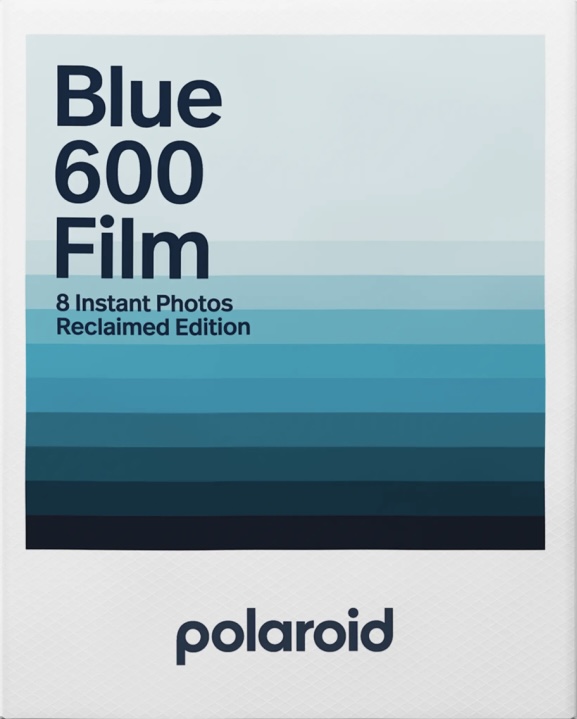 Blue
600
Film
8 Instant Photos
Reclaimed Edition
polaroid